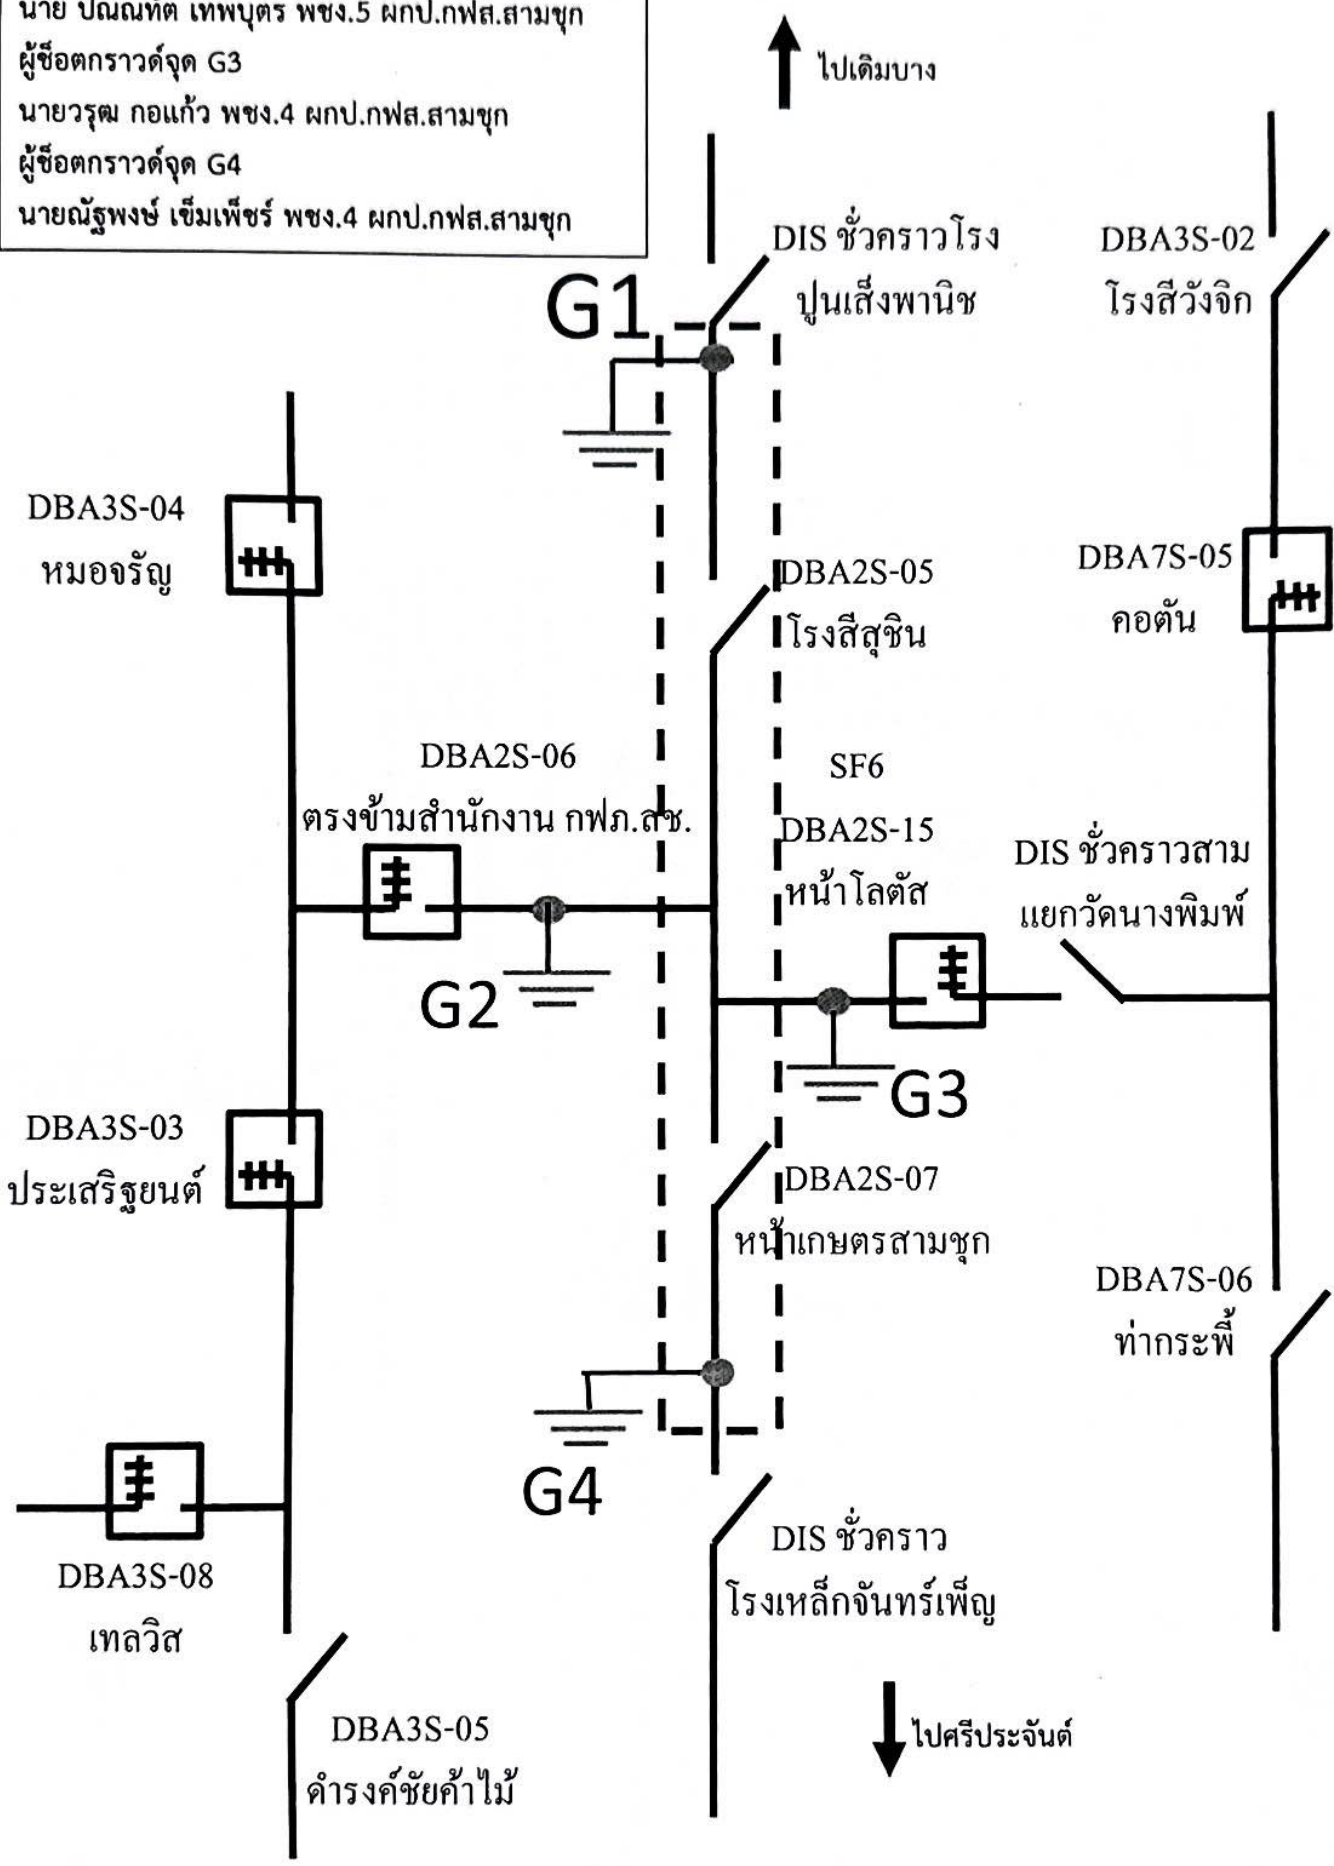 นาย ปณณทัต เทพบุตร พชง.5 ผกป.กฟส.สามชุก
ผู้ช็อตกราวด์จุด G3
นายวรุฒ กอแก้ว พชง.4 ผกป.กฟส.สามชุก
ผู้ช็อตกราวด์จุด G4
นายณัฐพงษ์ เข็มเพ็ชร์ พชง.4 ผกป.กฟส.สามชุก
ไปเดิมบาง
DIS ชั่วคราวโรง
ปูนเส็งพานิช
DBA3S-02
โรงสีวังจิก
G1
DBA3S-04
หมอจรัญ
DBA2S-05
โรงสีสุชิน
DBA7S-05
คอตัน
DBA2S-06
ตรงข้ามสำนักงาน กฟภ.สช.
SF6
DBA2S-15
หน้าโลตัส
DIS ชั่วคราวสาม
แยกวัดนางพิมพ์
G2
G3
DBA3S-03
ประเสริฐยนต์
DBA2S-07
หน้าเกษตรสามชุก
DBA7S-06
ท่ากระพี้
G4
DIS ชั่วคราว
โรงเหล็กจันทร์เพ็ญ
DBA3S-08
เทลวิส
DBA3S-05
ดำรงค์ชัยค้าไม้
ไปศรีประจันต์